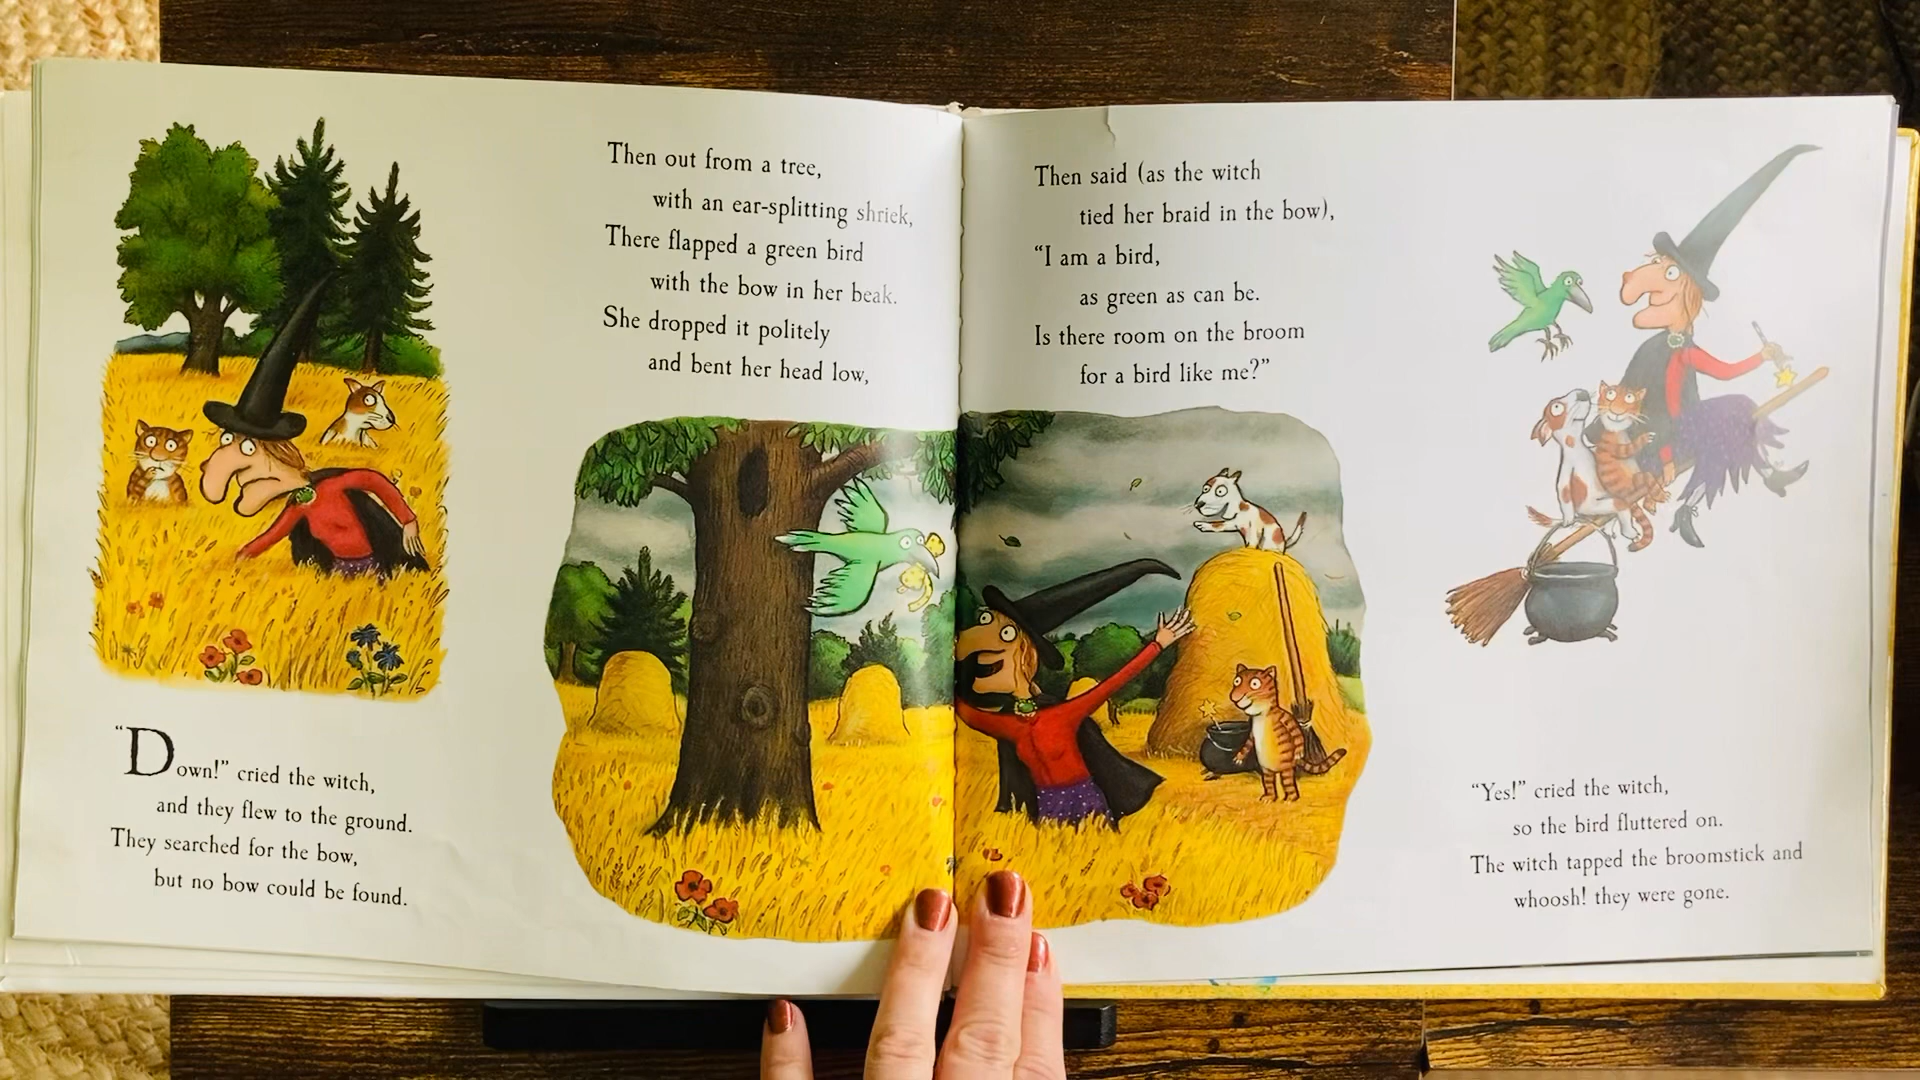 “Down!” cried the witch,
and they flew to the ground.
They searched for the bow,
but no bow could be found.
Then out from a tree,
with an ear-splitting shriek,
There flapped a green bird
with the bow in her beak.
She dropped it politely
and bent her head low,
Then said (as the witch
tied her braid in the bow),
“I am a bird,
as green as can be.
Is there room on the broom
for a bird like me?”
“Yes!” cried the witch,
so the bird fluttered on.
The witch tapped the broomstick and
whoosh! they were gone.